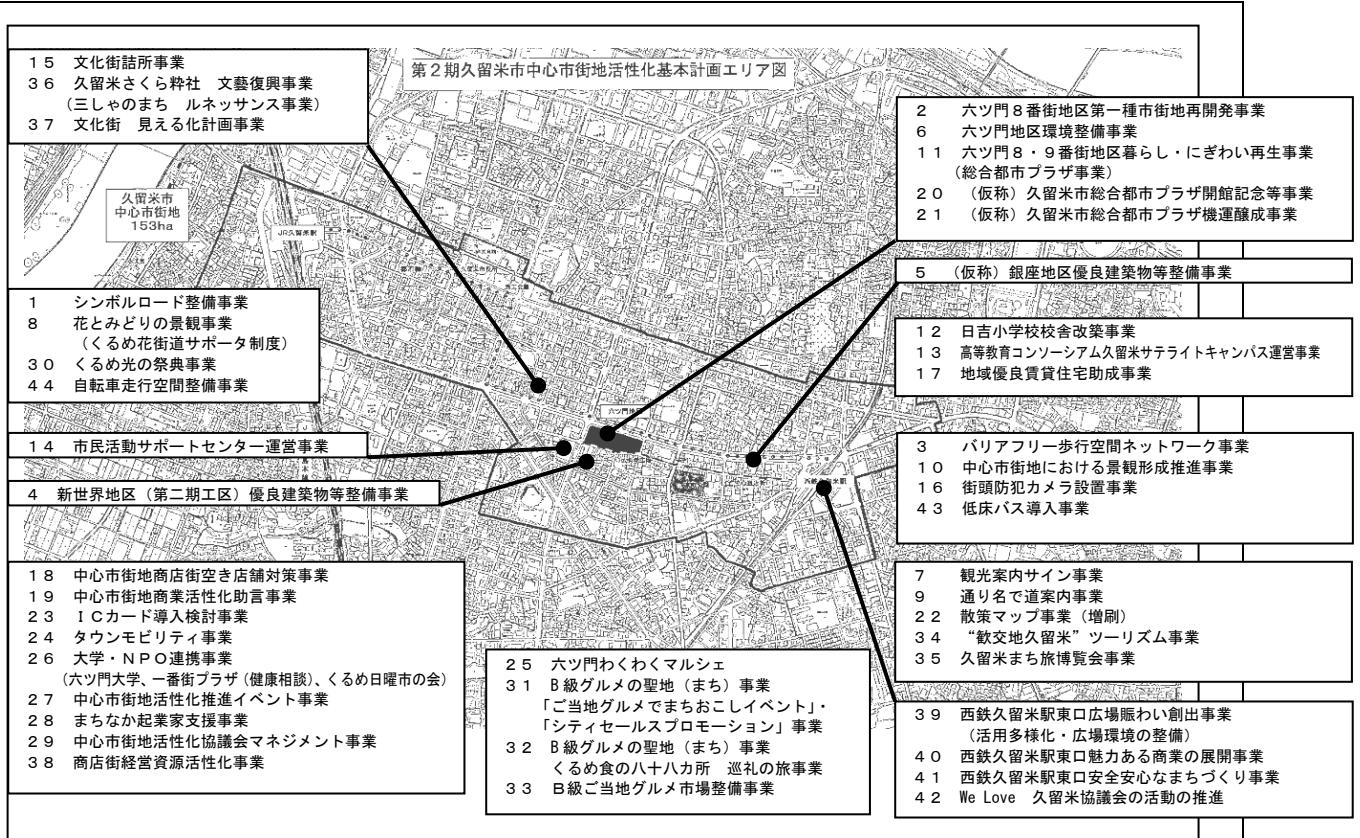 第２期久留米市中心市街地活性化基本計画エリア図
１５　文化街詰所事業
３６　久留米さくら粋社　文藝復興事業
（三しゃのまち　ルネッサンス事業）
３７　文化街　見える化計画事業
久留米市
中心市街地
153ha
JR久留米駅
２　六ツ門８番街地区第一種市街地再開発事業
６　六ツ門地区環境整備事業
１１　六ツ門８・９番街地区暮らし・にぎわい再生事業
（総合都市プラザ事業）
２０　（仮称）久留米市総合都市プラザ開館記念等事業
２１　（仮称）久留米市総合都市プラザ機運醸成事業
５　（仮称）銀座地区優良建築物等整備事業
１　シンボルロード整備事業
８　花とみどりの景観事業
（くるめ花街道サポータ制度）
３０　くるめ光の祭典事業
４４　自転車走行空間整備事業
１２　日吉小学校校舎改築事業
１３　高等教育コンソーシアム久留米サテライトキャンパス運営事業
１７　地域優良賃貸住宅助成事業
六ツ門地区
１４　市民活動サポートセンター運営事業
４　新世界地区（第二期工区）優良建築物等整備事業
西鉄久留米駅
３　バリアフリー歩行空間ネットワーク事業
１０　中心市街地における景観形成推進事業
１６　街頭防犯カメラ設置事業
４３　低床バス導入事業
１８　中心市街地商店街空き店舗対策事業
１９　中心市街地商業活性化助言事業
２３　ＩＣカード導入検討事業
２４　タウンモビリティ事業
２６　大学・ＮＰＯ連携事業
（六ツ門大学、一番街プラザ（健康相談）、くるめ日曜市の会）
２７　中心市街地活性化推進イベント事業
２８　まちなか起業家支援事業
２９　中心市街地活性化協議会マネジメント事業
３８　商店街経営資源活性化事業
２５　六ツ門わくわくマルシェ
３１　Ｂ級グルメの聖地（まち）事業
「ご当地グルメでまちおこしイベント」・
「シティセールスプロモーション」事業
３２　Ｂ級グルメの聖地（まち）事業
くるめ食の八十八カ所　巡礼の旅事業
３３　Ｂ級ご当地グルメ市場整備事業
７　観光案内サイン事業
９　通り名で道案内事業
２２　散策マップ事業（増刷）
３４　“歓交地久留米”ツーリズム事業
３５　久留米まち旅博覧会事業
３９　西鉄久留米駅東口広場賑わい創出事業
（活用多様化・広場環境の整備）
４０　西鉄久留米駅東口魅力ある商業の展開事業
４１　西鉄久留米駅東口安全安心なまちづくり事業
４２　We Love　久留米協議会の活動の推進